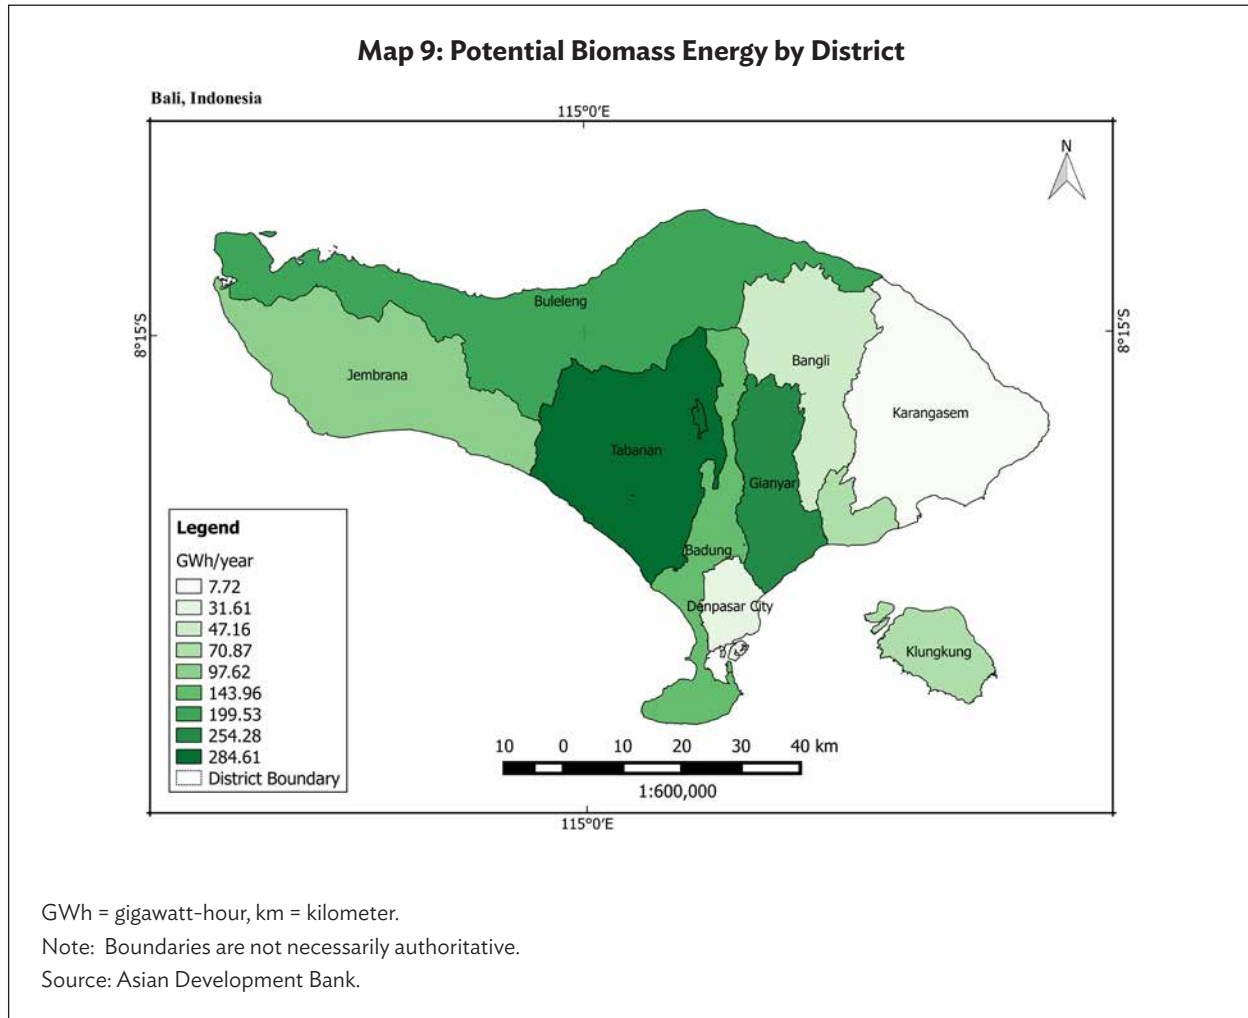 Map 9: Potential Biomass Energy by District
Bali, Indonesia
115°0'E
N
8°15'S
8°15'S
Buleleng
Jembrana
Bangli
Karangasem
Tabanan
Gianyar
Badung
Denpasar City
Klungkung
Legend
GWh/year
7.72
31.61
47.16
70.87
97.62
143.96
199.53
254.28
284.61
District Boundary
10 0 10 20 30 40 km
1:600,000
115°0'E
GWh = gigawatt-hour, km = kilometer.
Note: Boundaries are not necessarily authoritative.
Source: Asian Development Bank.